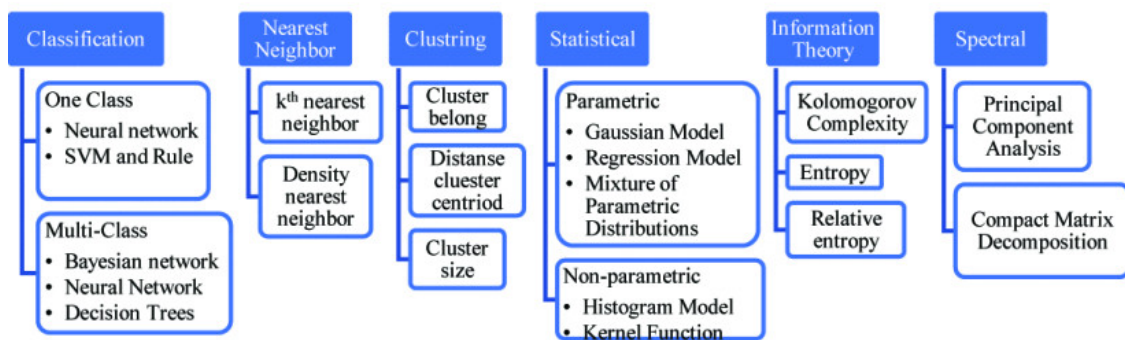 Classification
One Class
• Neural network
• SVM and Rule
Multi-Class
• Bayesian network
• Neural Network
• Decision Trees
Nearest
Neighbor
kth nearest
neighbor
Density
nearest
neighbor
Clustring
Cluster
belong
Distanse
cluester
centriod
Cluster
size
Statistical
Parametric
• Gaussian Model
• Regression Model
• Mixture of
Parametric
Distributions
Non-parametric
• Histogram Model
• Kernel Function
Information
Theory
Kolomogorov
Complexity
Entropy
Relative
entropy
Spectral
Principal
Component
Analysis
Compact Matrix
Decomposition